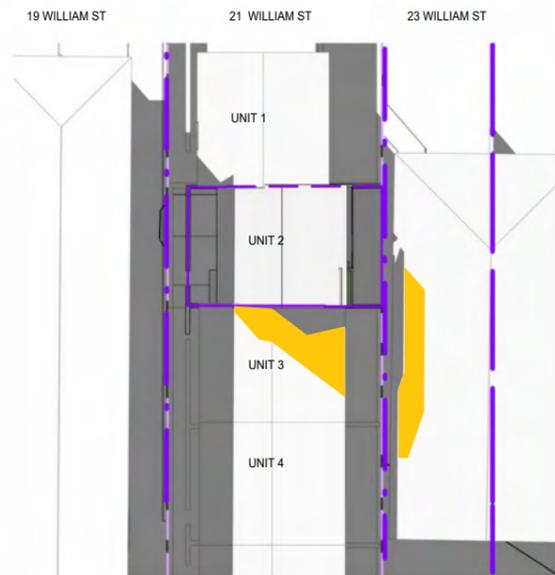 19 WILLIAM ST
21 WILLIAM ST
23 WILLIAM ST
UNIT 1
UNIT 2
UNIT 3
UNIT 4